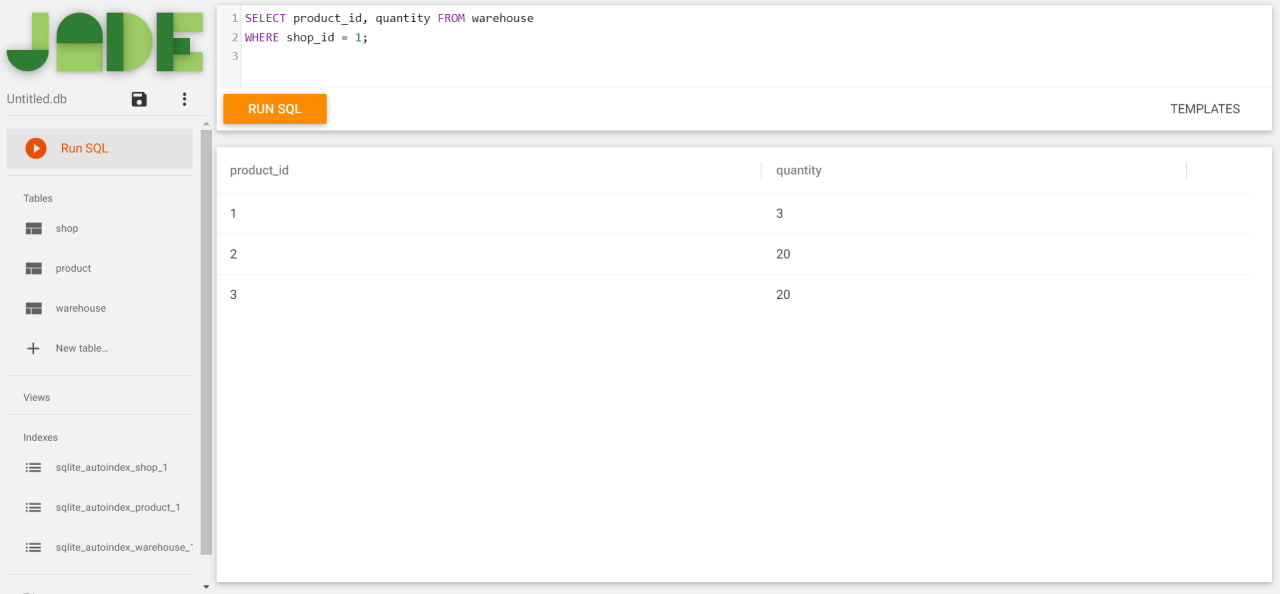 JADE
Untitled.db
Run SQL
Tables
shop
product
warehouse
New table...
Views
Indexes
sqlite_autoindex_shop_1
sqlite_autoindex_product_1
sqlite_autoindex_warehouse_
1 SELECT product_id, quantity FROM warehouse
2 WHERE shop_id = 1;
3
RUN SQL
TEMPLATES
product_id quantity
1 3
2 20
3 20